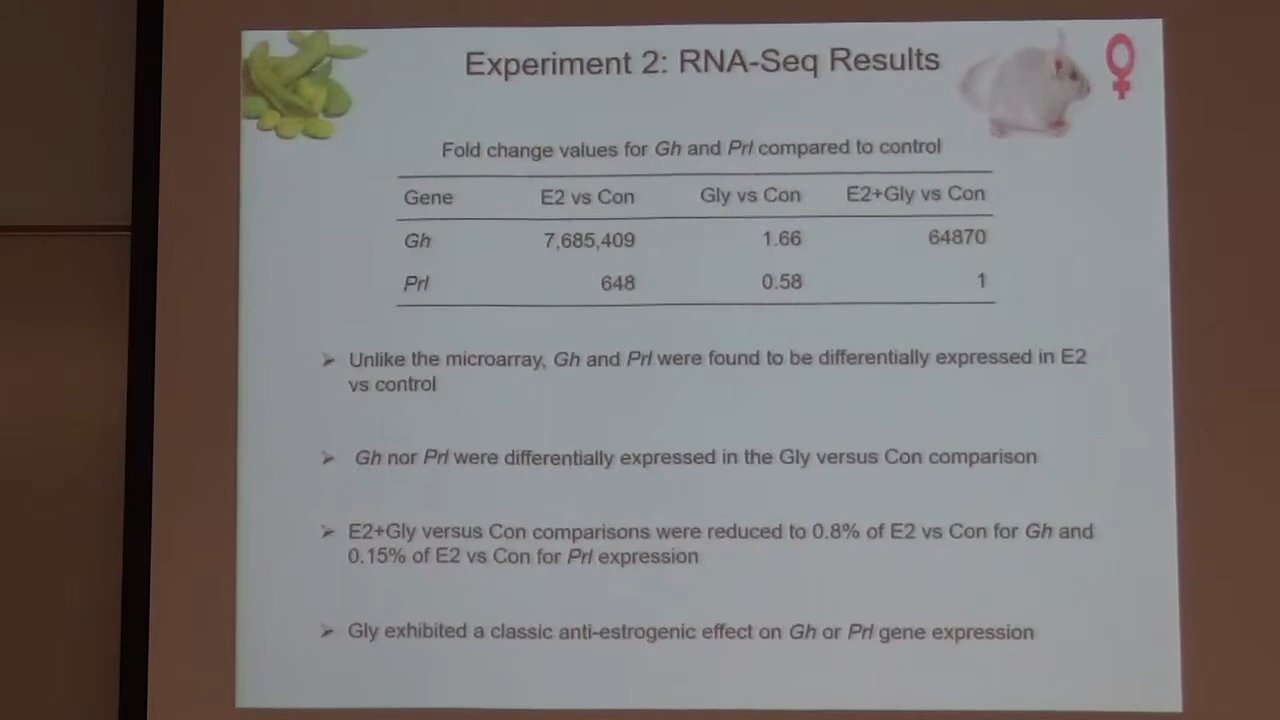 Experiment 2: RNA-Seq Results
Fold change values for Gh and Prl compared to control
Gene E2 vs Con Gly vs Con E2+Gly vs Con
Gh 7,685,409 1.66 64870
Prl 648 0.58 1
➢ Unlike the microarray, Gh and Prl were found to be differentially expressed in E2
vs control
➢ Gh nor Prl were differentially expressed in the Gly versus Con comparison
➢ E2+Gly versus Con comparisons were reduced to 0.8% of E2 vs Con for Gh and
0.15% of E2 vs Con for Prl expression
➢ Gly exhibited a classic anti-estrogenic effect on Gh or Prl gene expression